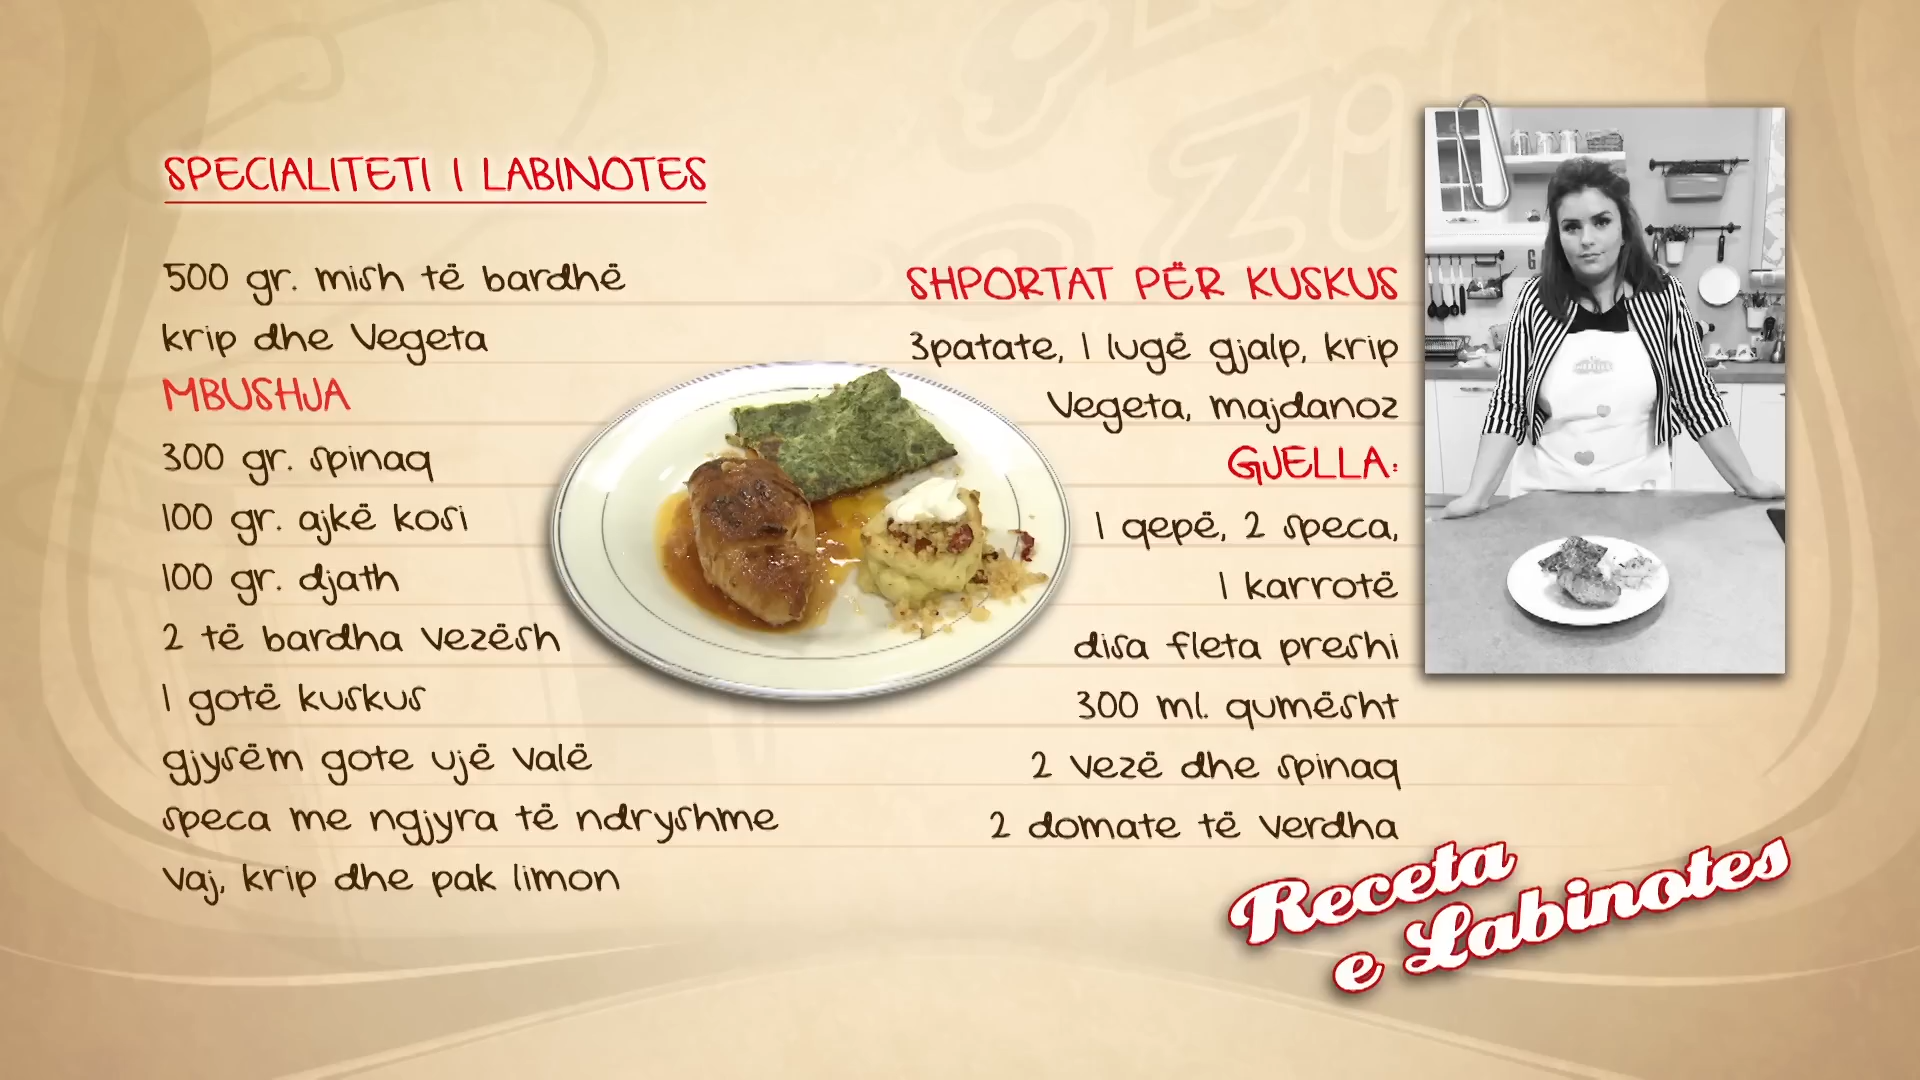 SPECIALITETI I LABINOTES
500 gr. mish të bardhë
krip dhe Vegeta
MBUSHJA
300 gr. spinaq
100 gr. ajkë kosi
100 gr. djath
2 të bardha vezësh
1 gotë kuskus
gjysëm gote ujë valë
speca me ngjyra të ndryshme
vaj, krip dhe pak limon
SHPORTAT PËR KUSKUS
3patate, 1 lugë gjalp, krip
Vegeta, majdanoz
GJELLA:
1 qepë, 2 speca,
1 karrotë
disa fleta preshi
300 ml. qumësht
2 vezë dhe spinaq
2 domate të verdha
Receta
e Labinotes